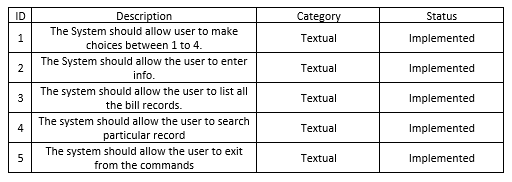 ID Description Category Status
1 The System should allow user to make choices between 1 to 4. Textual Implemented
2 The System should allow the user to enter info. Textual Implemented
3 The system should allow the user to list all the bill records. Textual Implemented
4 The system should allow the user to search particular record Textual Implemented
5 The system should allow the user to exit from the commands Textual Implemented